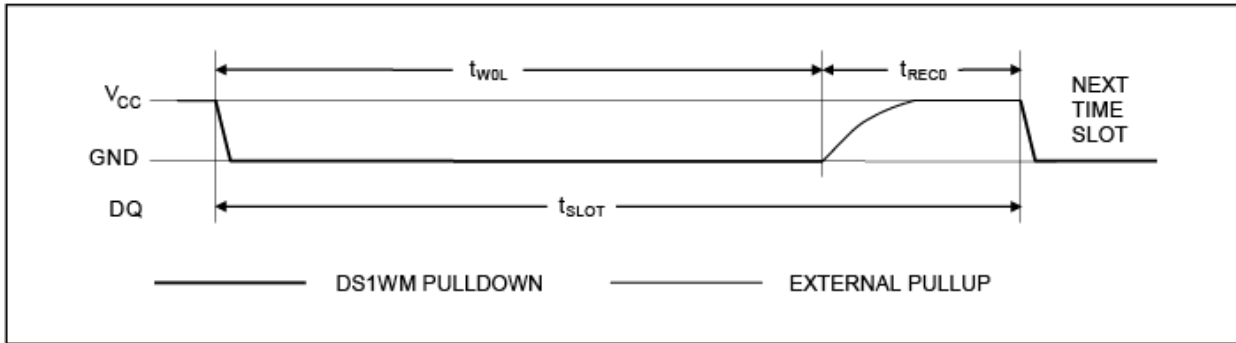 tW0L
tREC0
VCC
NEXT
TIME
SLOT
GND
DQ
tSLOT
DS1WM PULLDOWN
EXTERNAL PULLUP